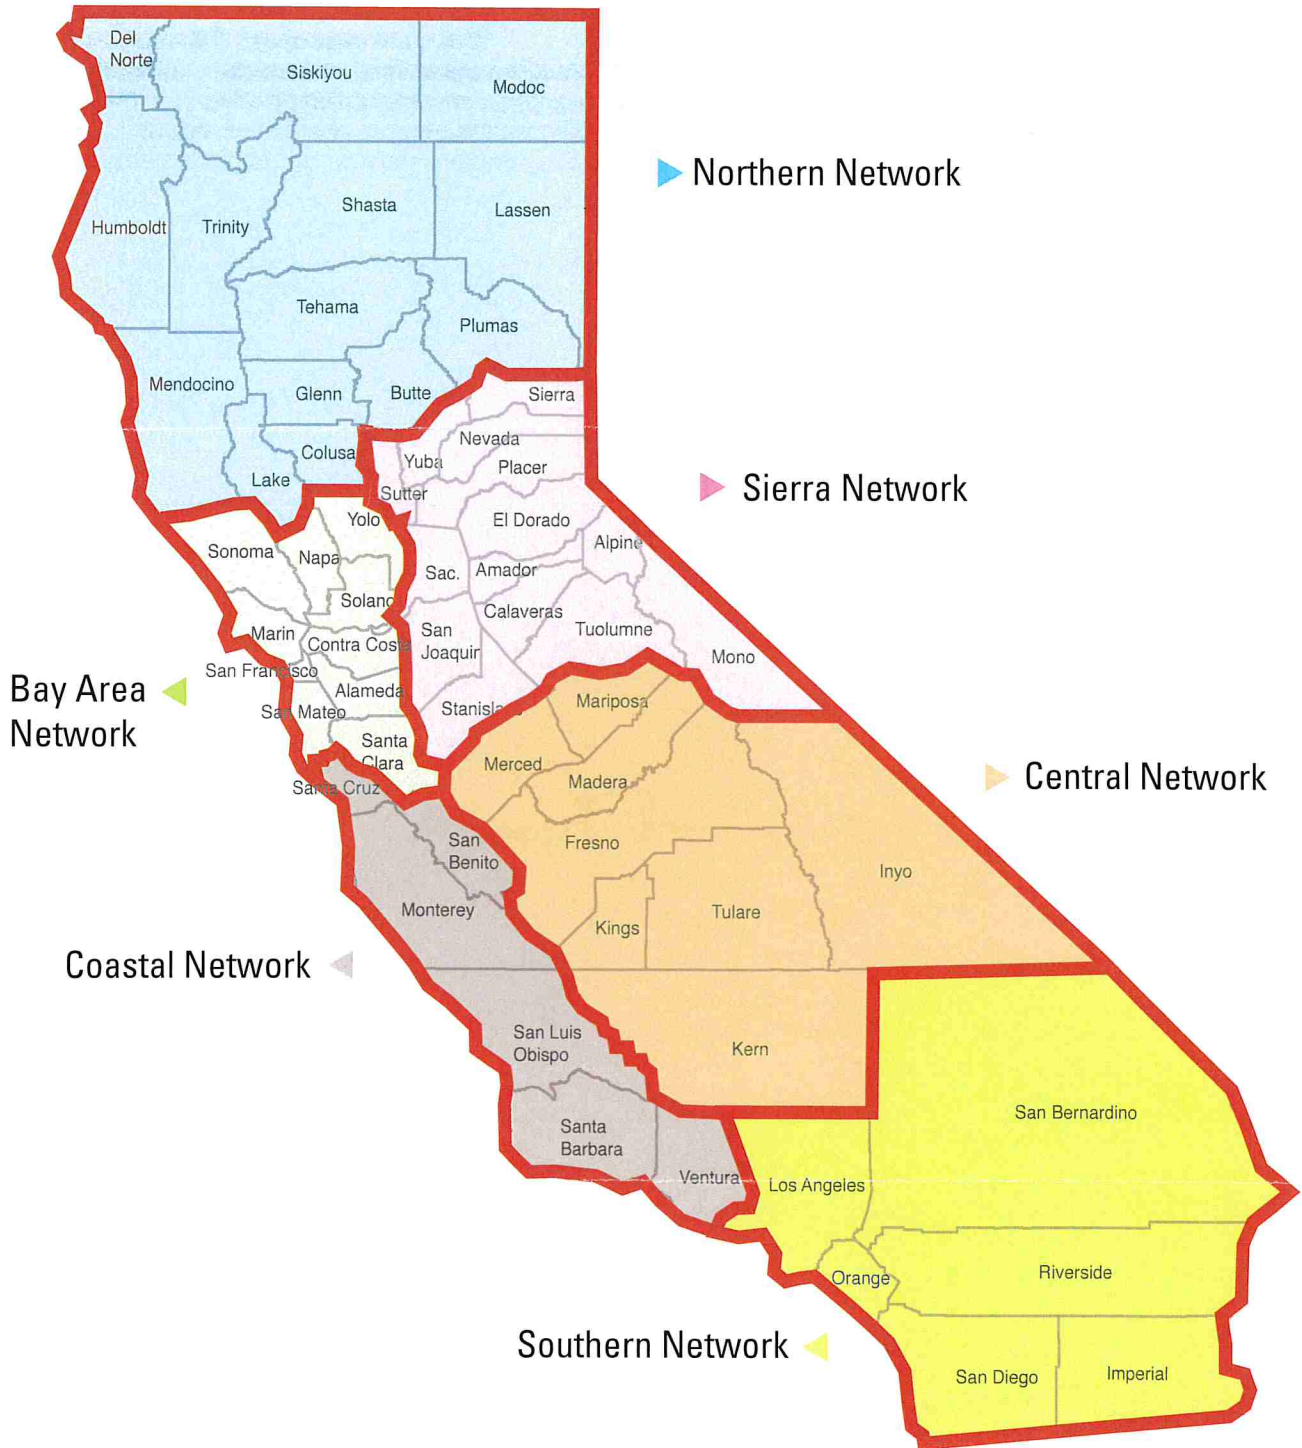 Del
Norte
Siskiyou
Modoc
Northern Network
Shasta
Lassen
Humboldt
Trinity
Tehama
Plumas
Mendocino
Glenn
Butte
Sierra
Nevada
Colusa
Yuba
Placer
Lake
Sutter
Sierra Network
Yolo
El Dorado
Sonoma
Napa
Alpine
Sac.
Amador
Solano
Calaveras
Marin
San
Joaquin
Tuolumne
Contra Costa
Mono
San Francisco
Bay Area
Network
Alameda
San Mateo
Stanislaus
Mariposa
Santa
Clara
Merced
Madera
Central Network
Santa Cruz
San
Benito
Fresno
Inyo
Monterey
Kings
Tulare
Coastal Network
San Luis
Obispo
Kern
San Bernardino
Santa
Barbara
Ventura
Los Angeles
Orange
Riverside
Southern Network
San Diego
Imperial